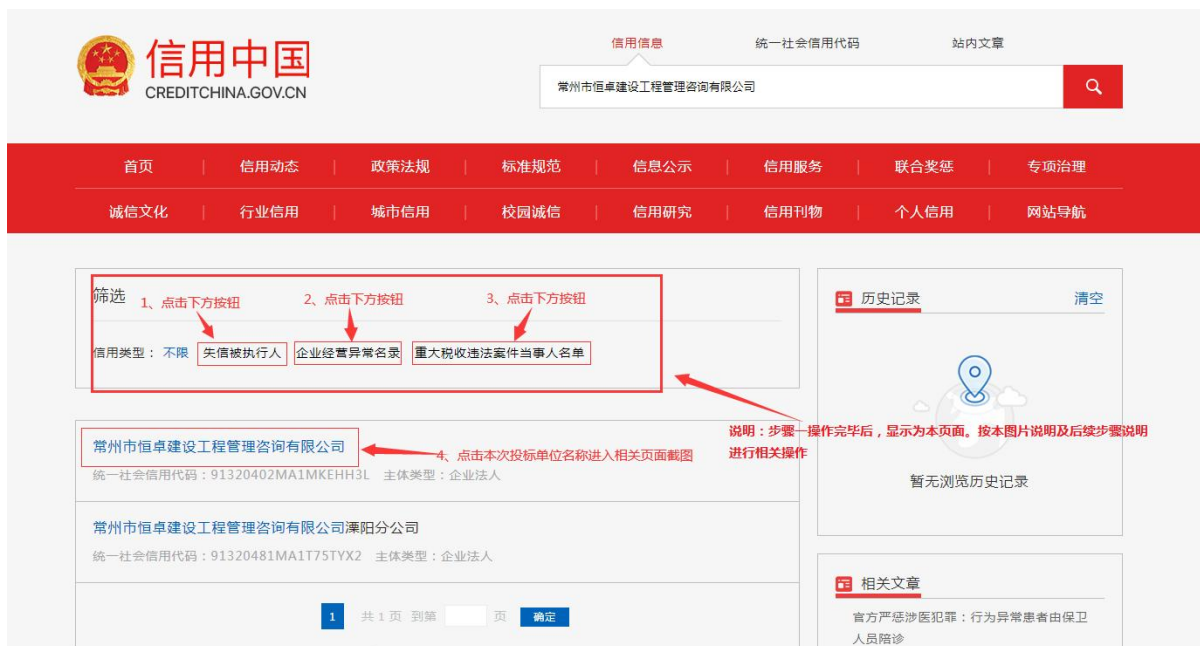 信用中国
CREDITCHINA.GOV.CN
信用信息 统一社会信用代码 站内文章
常州市恒卓建设工程管理咨询有限公司
首页 信用动态 政策法规 标准规范 信息公示 信用服务 联合奖惩 专项治理
诚信文化 行业信用 城市信用 校园诚信 信用研究 信用刊物 个人信用 网站导航
筛选
1、点击下方按钮 2、点击下方按钮 3、点击下方按钮
信用类型： 不限 失信被执行人 企业经营异常名录 重大税收违法案件当事人名单
历史记录 清空
说明：步骤一操作完毕后，显示为本页面。按本图片说明及后续步骤说明
进行相关操作
暂无浏览历史记录
常州市恒卓建设工程管理咨询有限公司
4、点击本次投标单位名称进入相关页面截图
统一社会信用代码：91320402MA1MKEHH3L 主体类型：企业法人
常州市恒卓建设工程管理咨询有限公司溧阳分公司
统一社会信用代码：91320481MA1T75TYX2 主体类型：企业法人
1 共 1 页 到第 页 确定
相关文章
官方严惩涉医犯罪：行为异常患者由保卫
人员陪诊